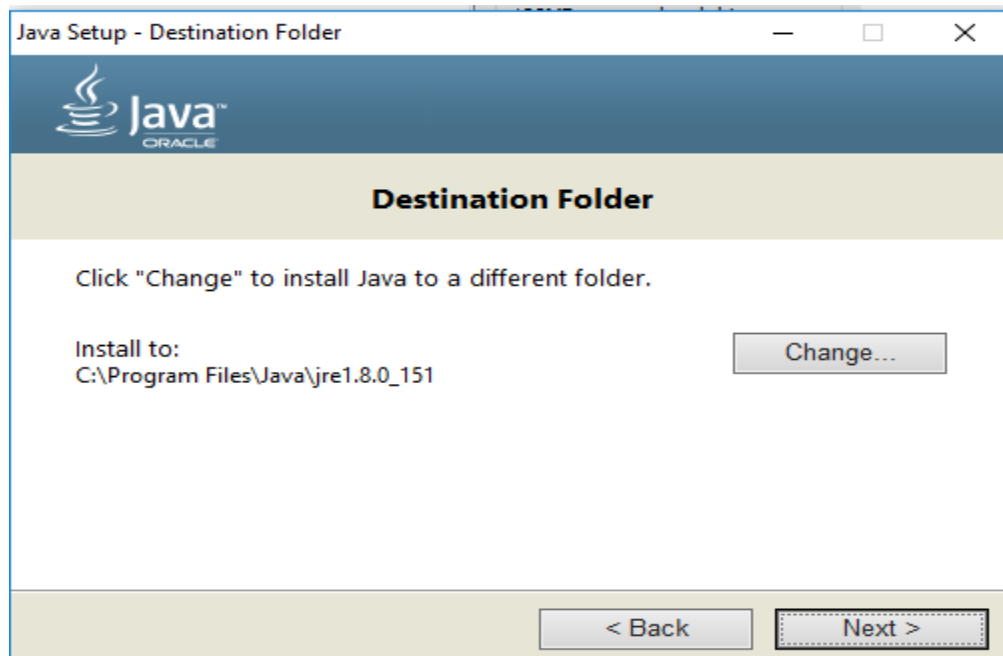 Java Setup - Destination Folder
Java™
ORACLE
Destination Folder
Click "Change" to install Java to a different folder.
Install to:
Change...
C:\Program Files\Java\jre1.8.0_151
< Back
Next >